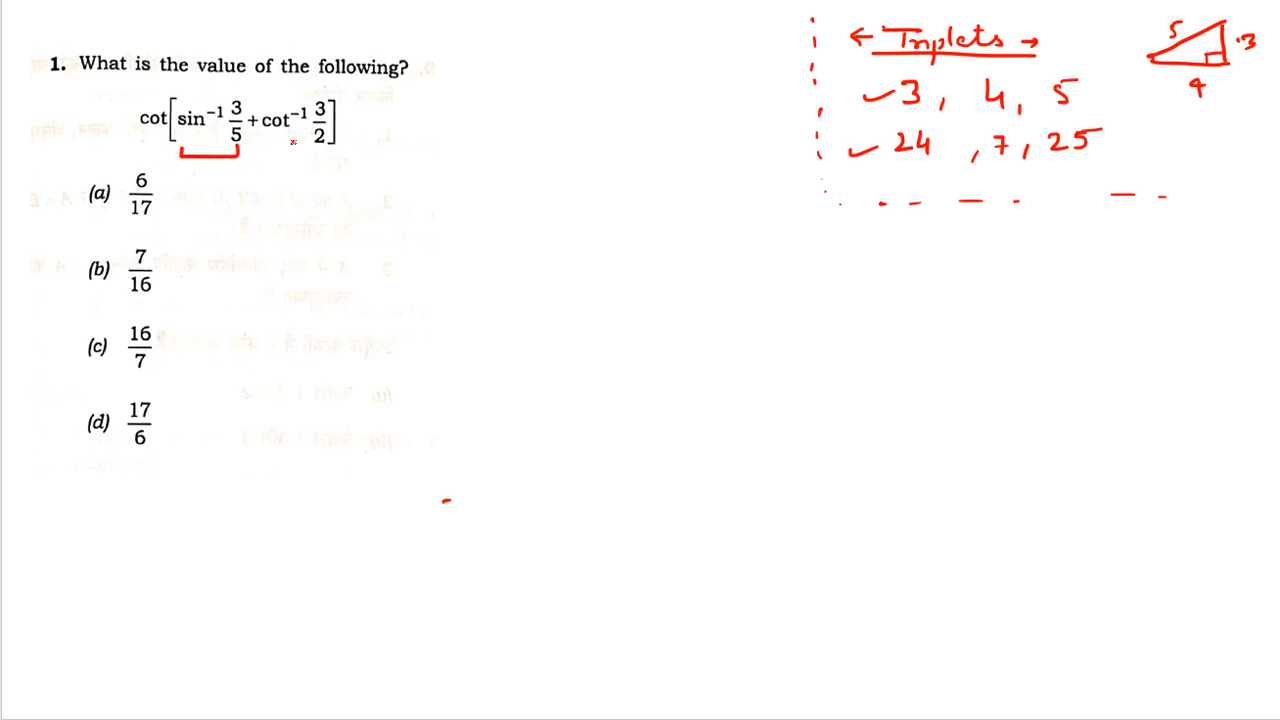 1. What is the value of the following?
cot[sin⁻¹ 3/5 + cot⁻¹ 3/2]
(a) 6/17
(b) 7/16
(c) 16/7
(d) 17/6
← Triplets →
✓3, 4, 5
✓24, 7, 25
5
3
4